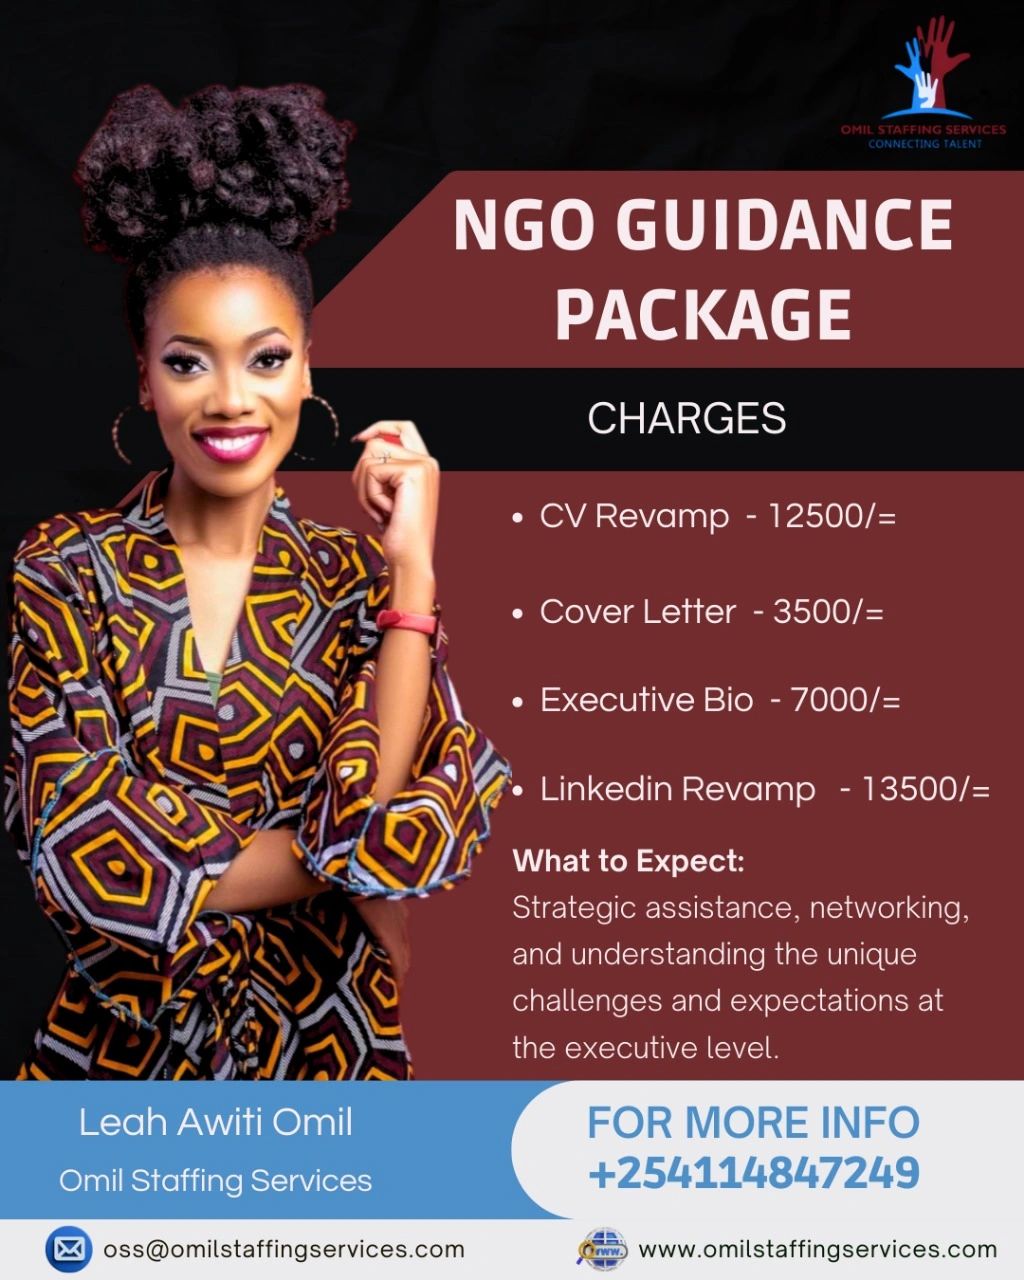 OMIL STAFFING SERVICES
CONNECTING TALENT
NGO GUIDANCE
PACKAGE
CHARGES
• CV Revamp - 12500/=
• Cover Letter - 3500/=
• Executive Bio - 7000/=
• Linkedin Revamp - 13500/=
What to Expect:
Strategic assistance, networking,
and understanding the unique
challenges and expectations at
the executive level.
Leah Awiti Omil
Omil Staffing Services
FOR MORE INFO
+254114847249
oss@omilstaffingservices.com
www.
www.omilstaffingservices.com